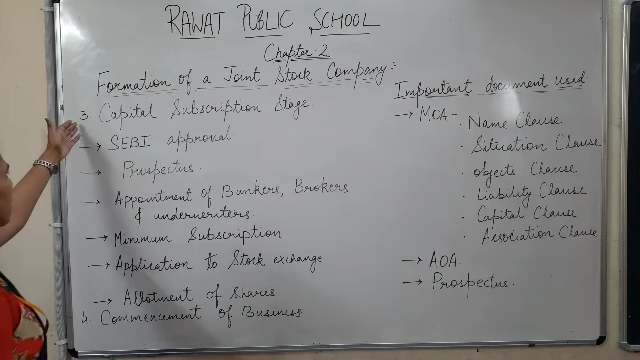 RAWAT PUBLIC SCHOOL
Chapter-2
Formation of a Joint Stock Company:-
3 Capital Subscription Stage.
--> SEBI approval
--> Prospectus.
--> Appointment of Bankers, Brokers
& underwriters.
--> Minimum Subscription
--> Application to Stock exchange
--> Allotment of Shares
4. Commencement of Business
Important document used
--> MOA -
. Name Clause
. Situation Clause
. Objects Clause
. Liability Clause
. Capital Clause
. Association Clause
--> AOA.
--> Prospectus.